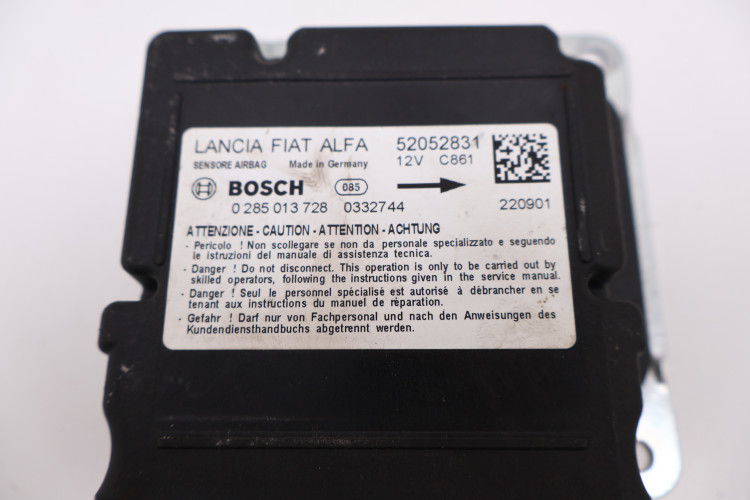 LANCIA FIAT ALFA 52052831
SENSORE AIRBAG Made in Germany 12V C861
BOSCH 085
0 285 013 728 0332744 220901
ATTENZIONE - CAUTION - ATTENTION - ACHTUNG
- Pericolo ! Non scollegare se non da personale specializzato e seguendo
le istruzioni del manuale di assistenza tecnica.
- Danger ! Do not disconnect. This operation is only to be carried out by
skilled operators, following the instructions given in the service manual.
- Danger ! Seul le personnel spécialisé est autorisé à débrancher en se
tenant aux instructions du manuel de réparation.
- Gefahr ! Darf nur von Fachpersonal und nach den Anweisungen des
Kundendiensthandbuchs abgetrennt werden.